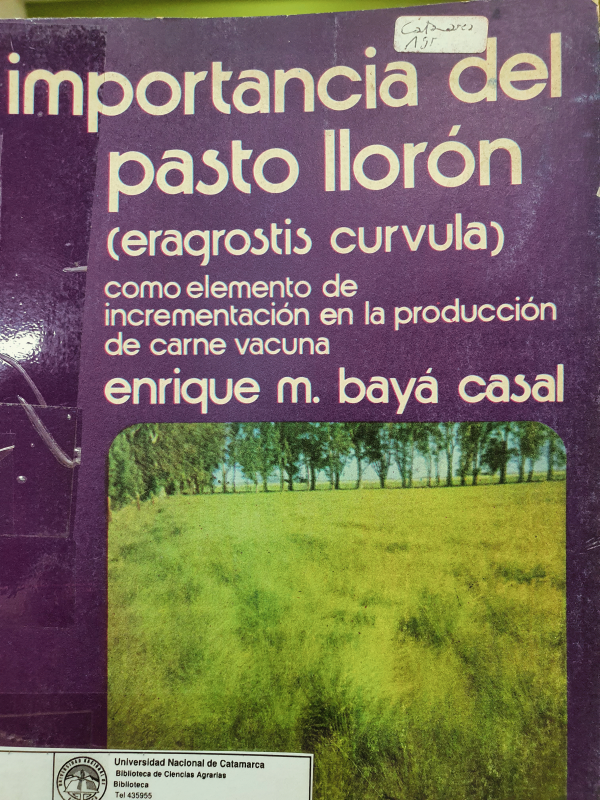 Catamarca
importancia del
pasto llorón
(eragrostis curvula)
como elemento de
incrementación en la producción
de carne vacuna
enrique m. bayá casal
Universidad Nacional de Catamarca
Biblioteca de Ciencias Agrarias
Biblioteca
Tel 435955